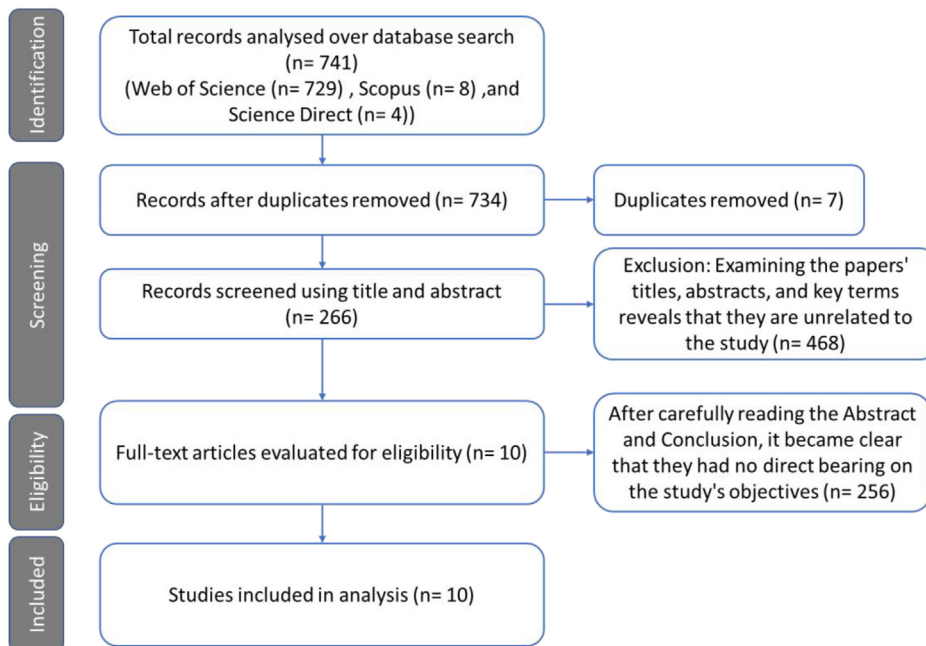 Identification
Total records analysed over database search
(n= 741)
(Web of Science (n= 729) , Scopus (n= 8) ,and
Science Direct (n= 4))
Screening
Records after duplicates removed (n= 734)
Duplicates removed (n= 7)
Records screened using title and abstract
(n= 266)
Exclusion: Examining the papers'
titles, abstracts, and key terms
reveals that they are unrelated to
the study (n= 468)
Eligibility
Full-text articles evaluated for eligibility (n= 10)
After carefully reading the Abstract
and Conclusion, it became clear
that they had no direct bearing on
the study's objectives (n= 256)
Included
Studies included in analysis (n= 10)